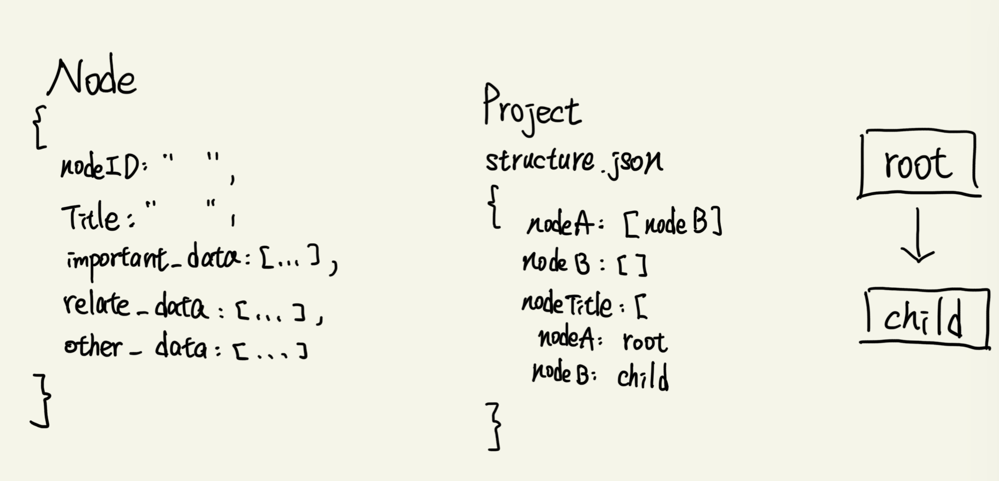 Node
{
nodeID: " ",
Title: " ",
important_data: [...],
relate_data: [...],
other_data: [...]
}
Project
structure.json
{
nodeA: [nodeB]
nodeB: []
nodeTitle: [
nodeA: root
nodeB: child
}
root
child